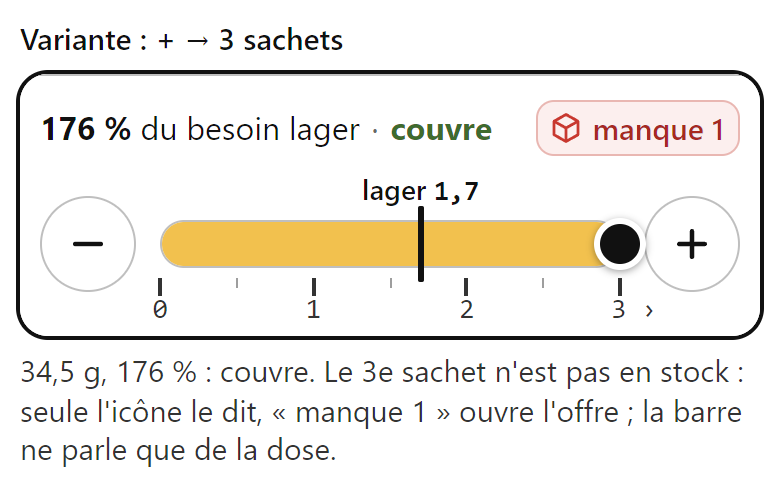 Variante : + → 3 sachets
176 % du besoin lager · couvre
manque 1
lager 1,7
− +
0 1 2 3 ›
34,5 g, 176 % : couvre. Le 3e sachet n'est pas en stock :
seule l'icône le dit, « manque 1 » ouvre l'offre ; la barre
ne parle que de la dose.